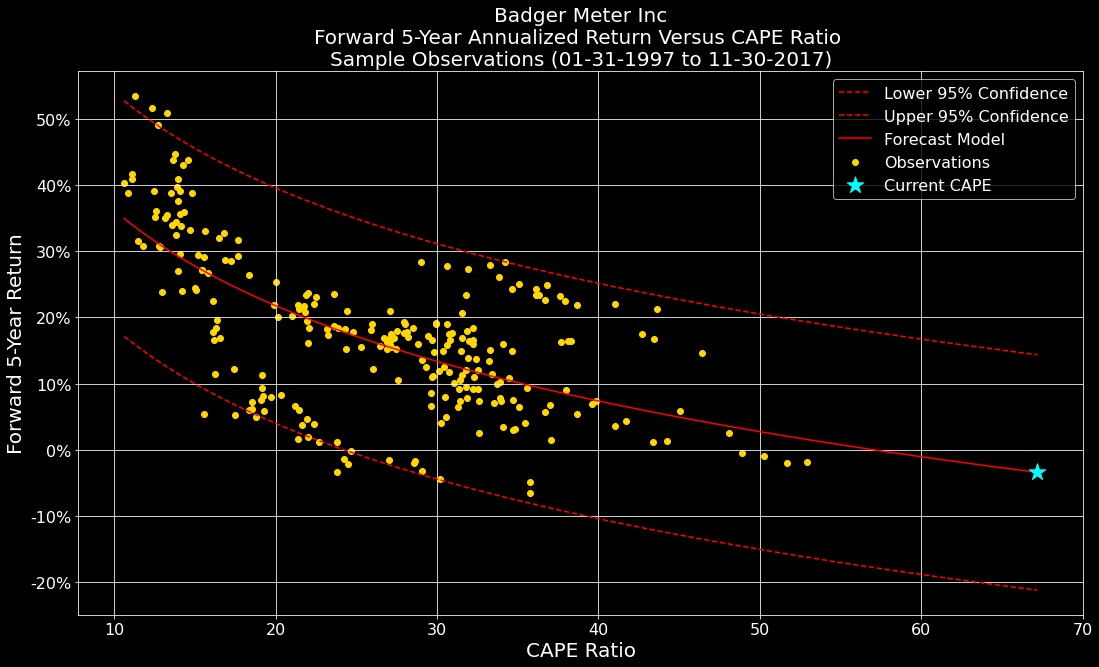 Badger Meter Inc
Forward 5-Year Annualized Return Versus CAPE Ratio
Sample Observations (01-31-1997 to 11-30-2017)
Lower 95% Confidence
Upper 95% Confidence
Forecast Model
Observations
Current CAPE
Forward 5-Year Return
50%
40%
30%
20%
10%
0%
-10%
-20%
10 20 30 40 50 60 70
CAPE Ratio